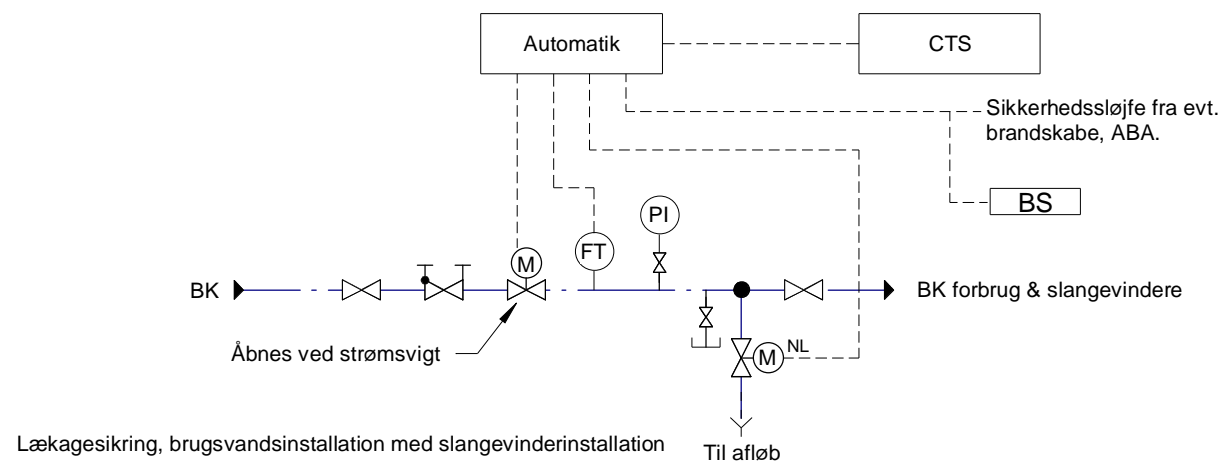 Automatik
CTS
Sikkerhedssløjfe fra evt.
brandskabe, ABA.
BS
PI
FT
M
BK
BK forbrug & slangevindere
NL
M
Åbnes ved strømsvigt
Lækagesikring, brugsvandsinstallation med slangevinderinstallation
Til afløb